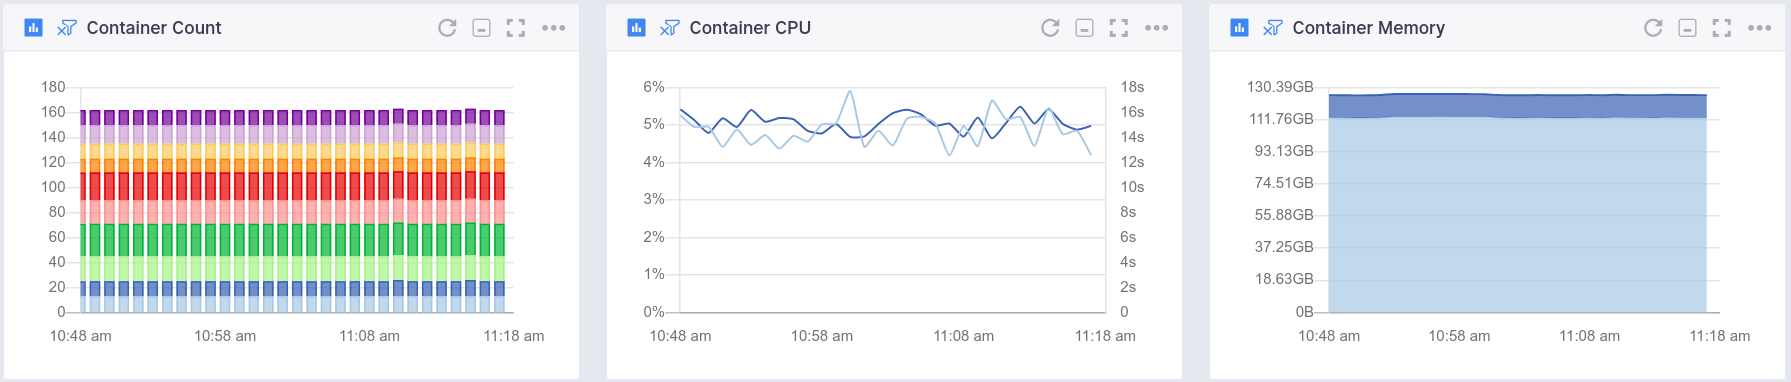 Container Count
180
160
140
120
100
80
60
40
20
0
10:48 am 10:58 am 11:08 am 11:18 am
Container CPU
6% 18s
5% 16s
4% 14s
3% 12s
2% 10s
1% 8s
0% 6s
4s
2s
0
10:48 am 10:58 am 11:08 am 11:18 am
Container Memory
130.39GB
111.76GB
93.13GB
74.51GB
55.88GB
37.25GB
18.63GB
0B
10:48 am 10:58 am 11:08 am 11:18 am